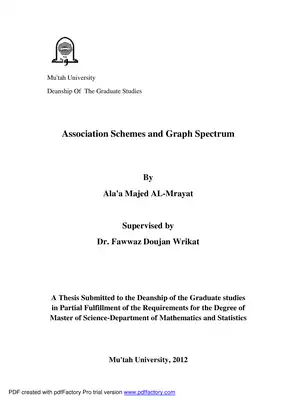 Mu'tah University
Deanship Of The Graduate Studies
Association Schemes and Graph Spectrum
By
Ala'a Majed AL-Mrayat
Supervised by
Dr. Fawwaz Doujan Wrikat
A Thesis Submitted to the Deanship of the Graduate studies
in Partial Fulfillment of the Requirements for the Degree of
Master of Science-Department of Mathematics and Statistics
Mu'tah University, 2012
PDF created with pdfFactory Pro trial version www.pdffactory.com